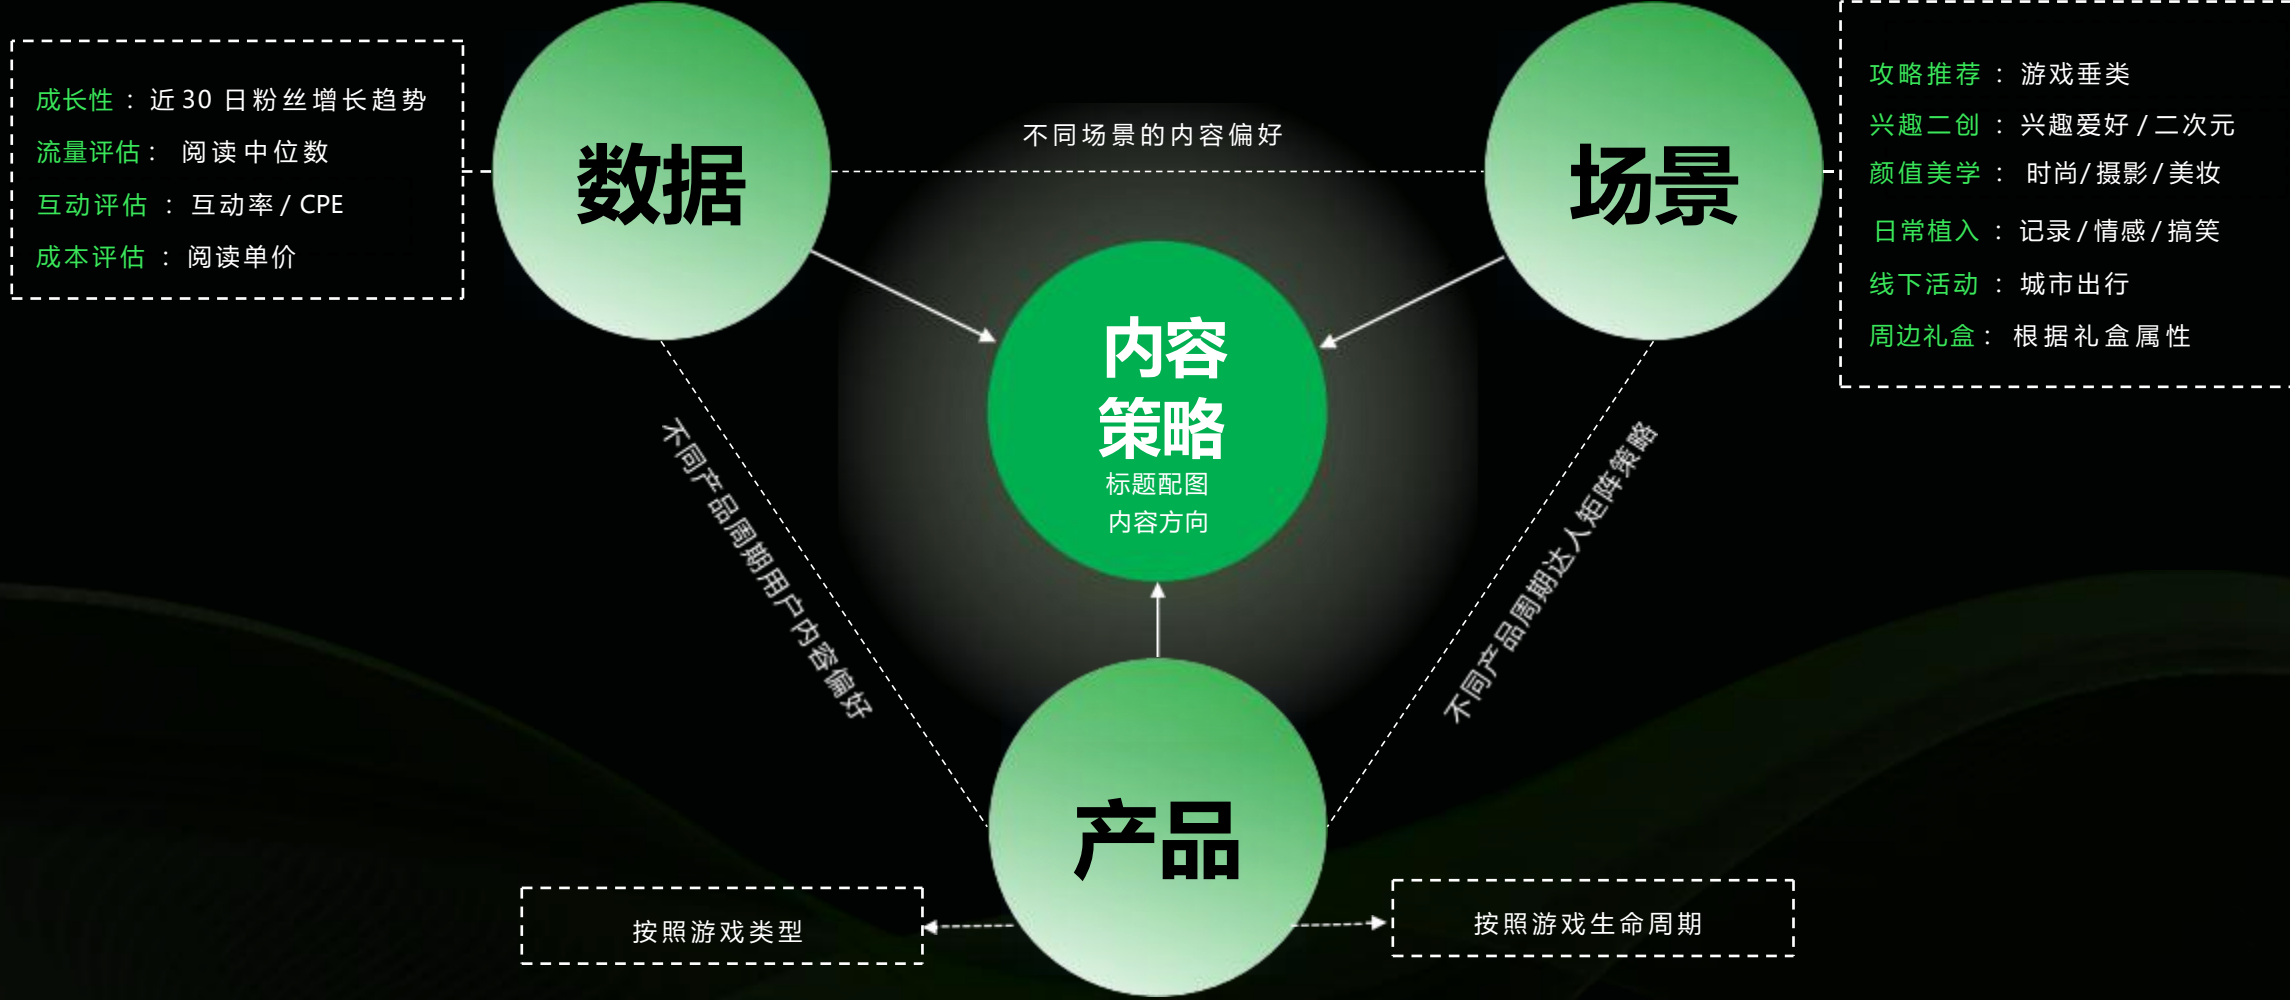 成长性：近30日粉丝增长趋势
流量评估：阅读中位数
互动评估：互动率/CPE
成本评估：阅读单价
数据
不同场景的内容偏好
场景
攻略推荐：游戏垂类
兴趣二创：兴趣爱好/二次元
颜值美学：时尚/摄影/美妆
日常植入：记录/情感/搞笑
线下活动：城市出行
周边礼盒：根据礼盒属性
内容
策略
标题配图
内容方向
不同产品周期用户内容偏好
不同产品周期达人矩阵策略
产品
按照游戏类型
按照游戏生命周期